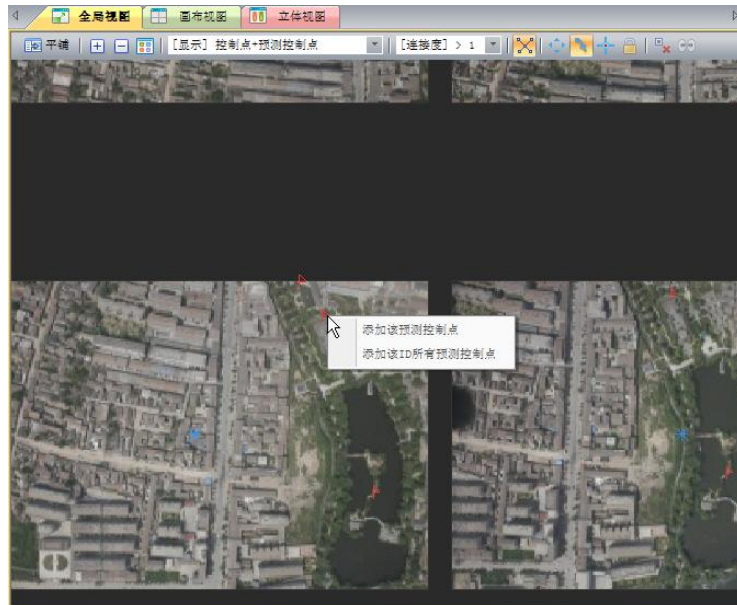 全局视图 画布视图 立体视图
平铺 [显示] 控制点+预测控制点 [连接度] > 1
添加该预测控制点
添加该ID所有预测控制点